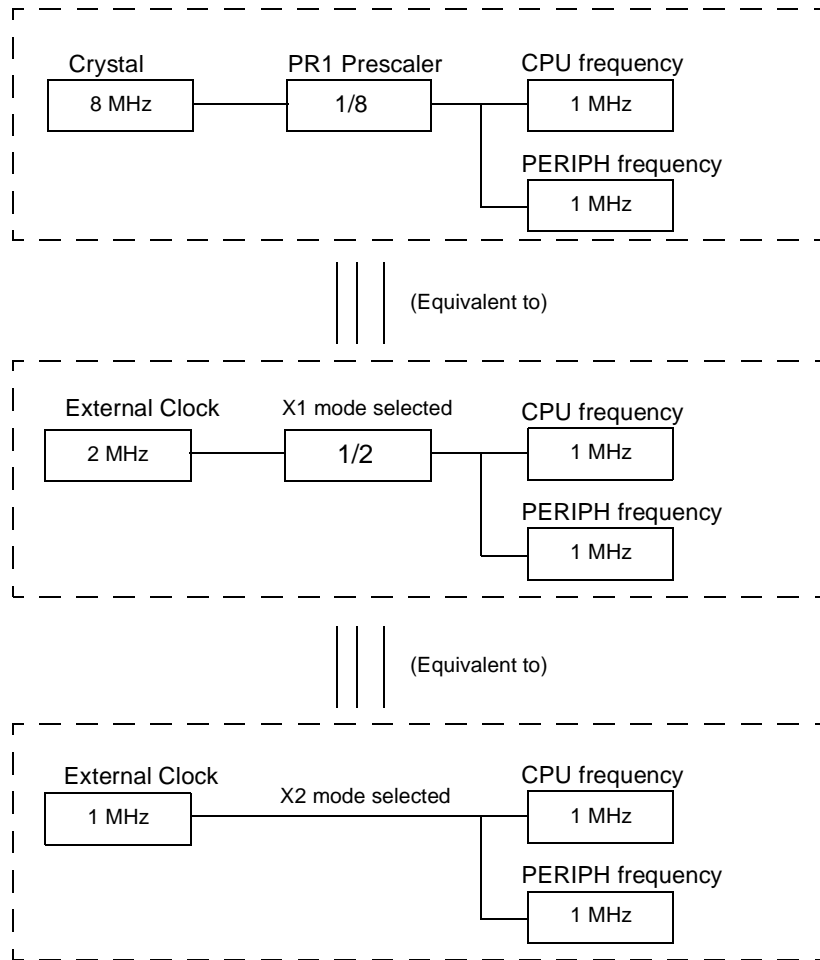 Crystal PR1 Prescaler CPU frequency
8 MHz 1/8 1 MHz
PERIPH frequency
1 MHz
(Equivalent to)
External Clock X1 mode selected CPU frequency
2 MHz 1/2 1 MHz
PERIPH frequency
1 MHz
(Equivalent to)
External Clock X2 mode selected CPU frequency
1 MHz 1 MHz
PERIPH frequency
1 MHz